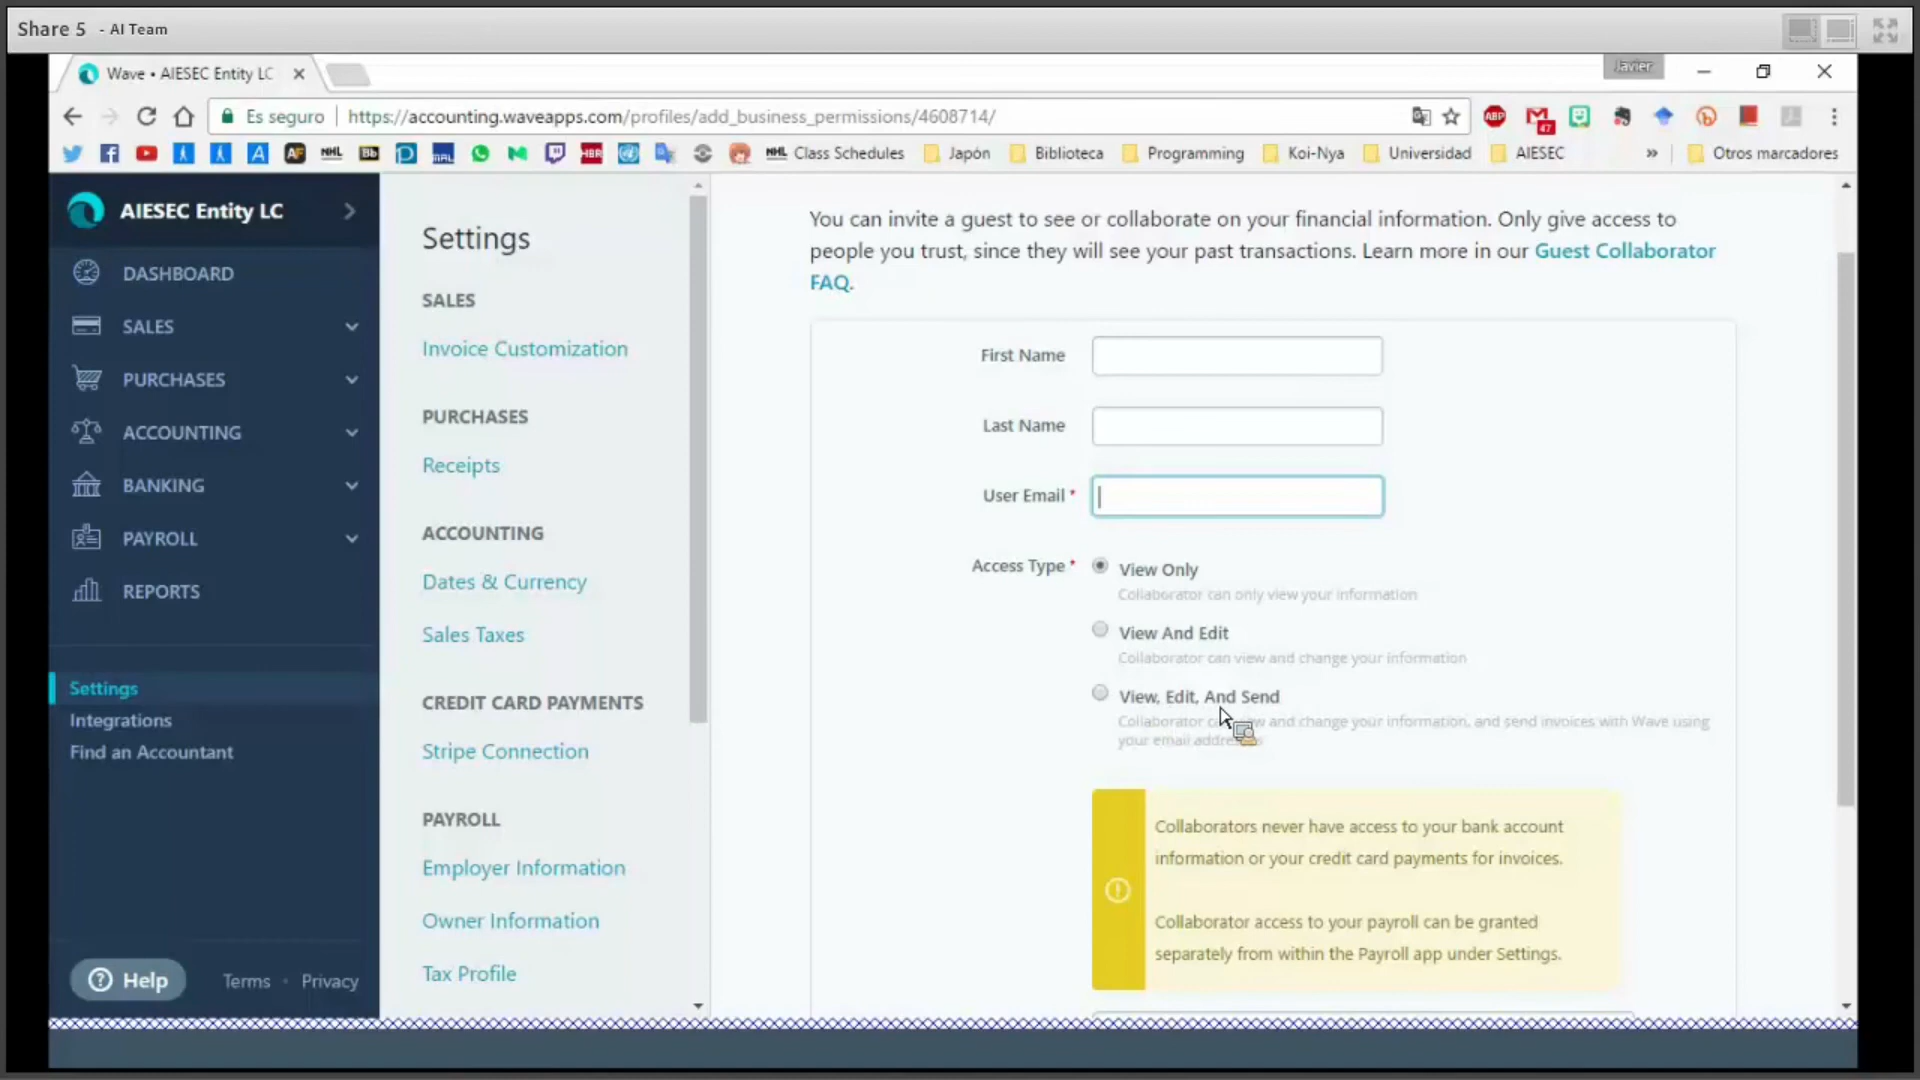 Share 5 - AI Team
Wave • AIESEC Entity LC
Javier
Es seguro
https://accounting.waveapps.com/profiles/add_business_permissions/4608714/
ABP
47
NHL
Bb
MAL
HBR
NHL Class Schedules
Japón
Biblioteca
Programming
Koi-Nya
Universidad
AIESEC
»
Otros marcadores
AIESEC Entity LC
DASHBOARD
SALES
PURCHASES
ACCOUNTING
BANKING
PAYROLL
REPORTS
Settings
Integrations
Find an Accountant
Help
Terms · Privacy
Settings
SALES
Invoice Customization
PURCHASES
Receipts
ACCOUNTING
Dates & Currency
Sales Taxes
CREDIT CARD PAYMENTS
Stripe Connection
PAYROLL
Employer Information
Owner Information
Tax Profile
You can invite a guest to see or collaborate on your financial information. Only give access to
people you trust, since they will see your past transactions. Learn more in our Guest Collaborator
FAQ.
First Name
Last Name
User Email *
Access Type *
View Only
Collaborator can only view your information
View And Edit
Collaborator can view and change your information
View, Edit, And Send
Collaborator and change your information, and send invoices with Wave using
your email
Collaborators never have access to your bank account
information or your credit card payments for invoices.
Collaborator access to your payroll can be granted
separately from within the Payroll app under Settings.